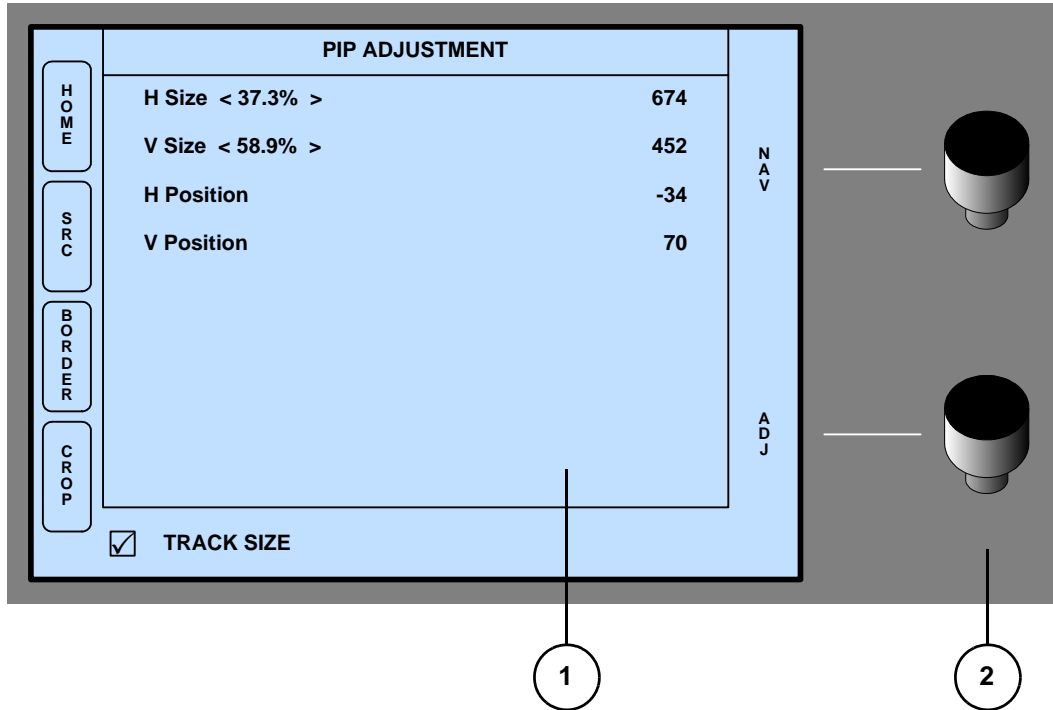 PIP ADJUSTMENT
HOME
SRC
BORDER
CROP
H Size < 37.3% > 674
V Size < 58.9% > 452
H Position -34
V Position 70
NAV
ADJ
TRACK SIZE
1
2